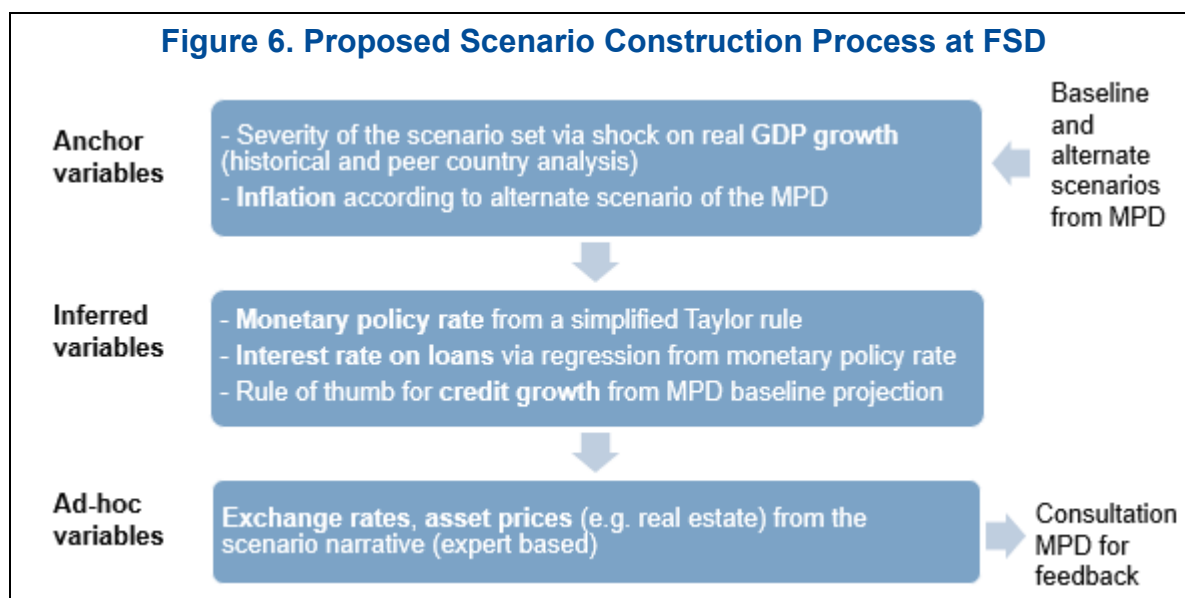 Figure 6. Proposed Scenario Construction Process at FSD
Anchor
variables
- Severity of the scenario set via shock on real GDP growth
(historical and peer country analysis)
- Inflation according to alternate scenario of the MPD
Baseline
and
alternate
scenarios
from MPD
Inferred
variables
- Monetary policy rate from a simplified Taylor rule
- Interest rate on loans via regression from monetary policy rate
- Rule of thumb for credit growth from MPD baseline projection
Ad-hoc
variables
Exchange rates, asset prices (e.g. real estate) from the
scenario narrative (expert based)
Consultation
MPD for
feedback